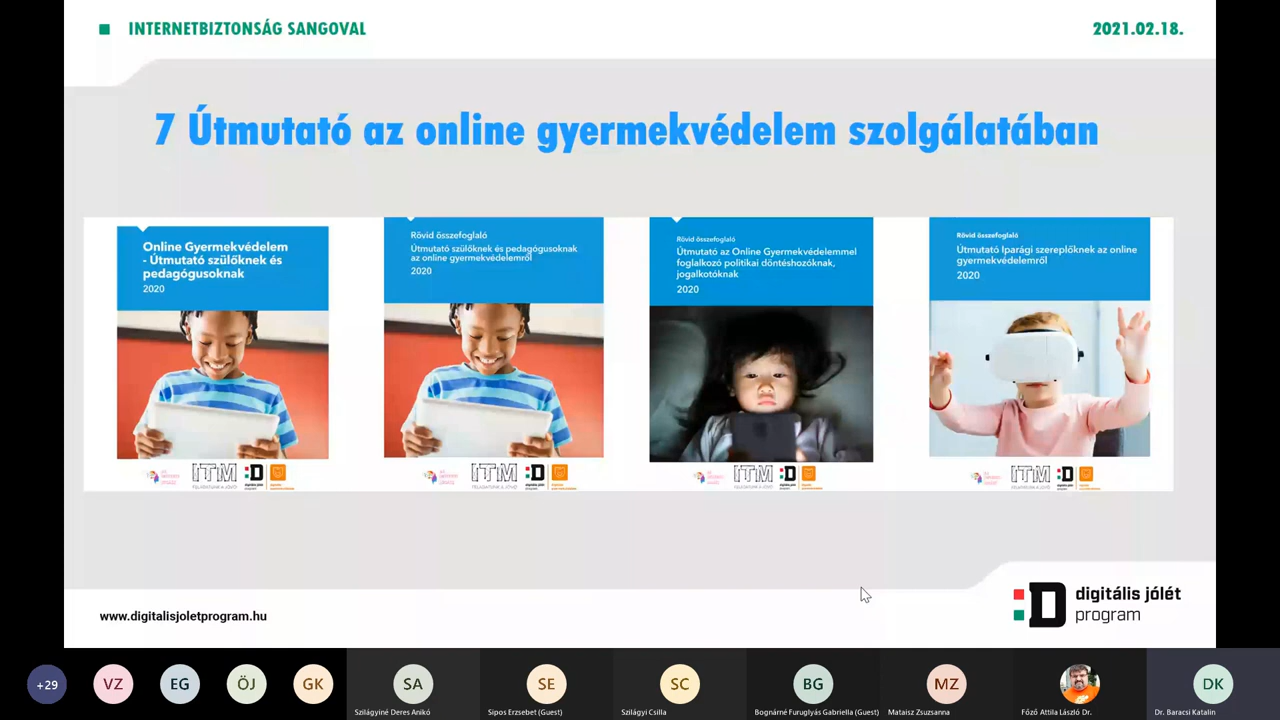 INTERNETBIZTONSÁG SANGOVAL
2021.02.18.
7 Útmutató az online gyermekvédelem szolgálatában
Online Gyermekvédelem
- Útmutató szülőknek és
pedagógusoknak
2020
Rövid összefoglaló
Útmutató szülőknek és pedagógusoknak
az online gyermekvédelemről
2020
Rövid összefoglaló
Útmutató az Online Gyermekvédelemmel
foglalkozó politikai döntéshozóknak,
jogalkotóknak
2020
Rövid összefoglaló
Útmutató Iparági szereplőknek az online
gyermekvédelemről
2020
ITM
ITM
ITM
ITM
www.digitalisjoletprogram.hu
:D digitális jólét
program
+29
VZ
EG
ÖJ
GK
SA
SE
SC
BG
MZ
DK
Szilágyiné Deres Anikó
Sipos Erzsebet (Guest)
Szilágyi Csilla
Bognárné Furuglyás Gabriella (Guest)
Mataisz Zsuzsanna
Főző Attila László Dr.
Dr. Baracsi Katalin